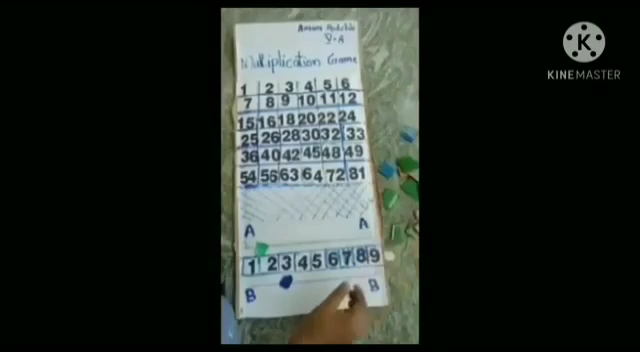 V-A
Multiplication Game
1 2 3 4 5 6
7 8 9 10 11 12
15 16 18 20 22 24
25 26 28 30 32 33
36 40 42 45 48 49
54 56 63 64 72 81
A A
1 2 3 4 5 6 7 8 9
B B
K
KINEMASTER